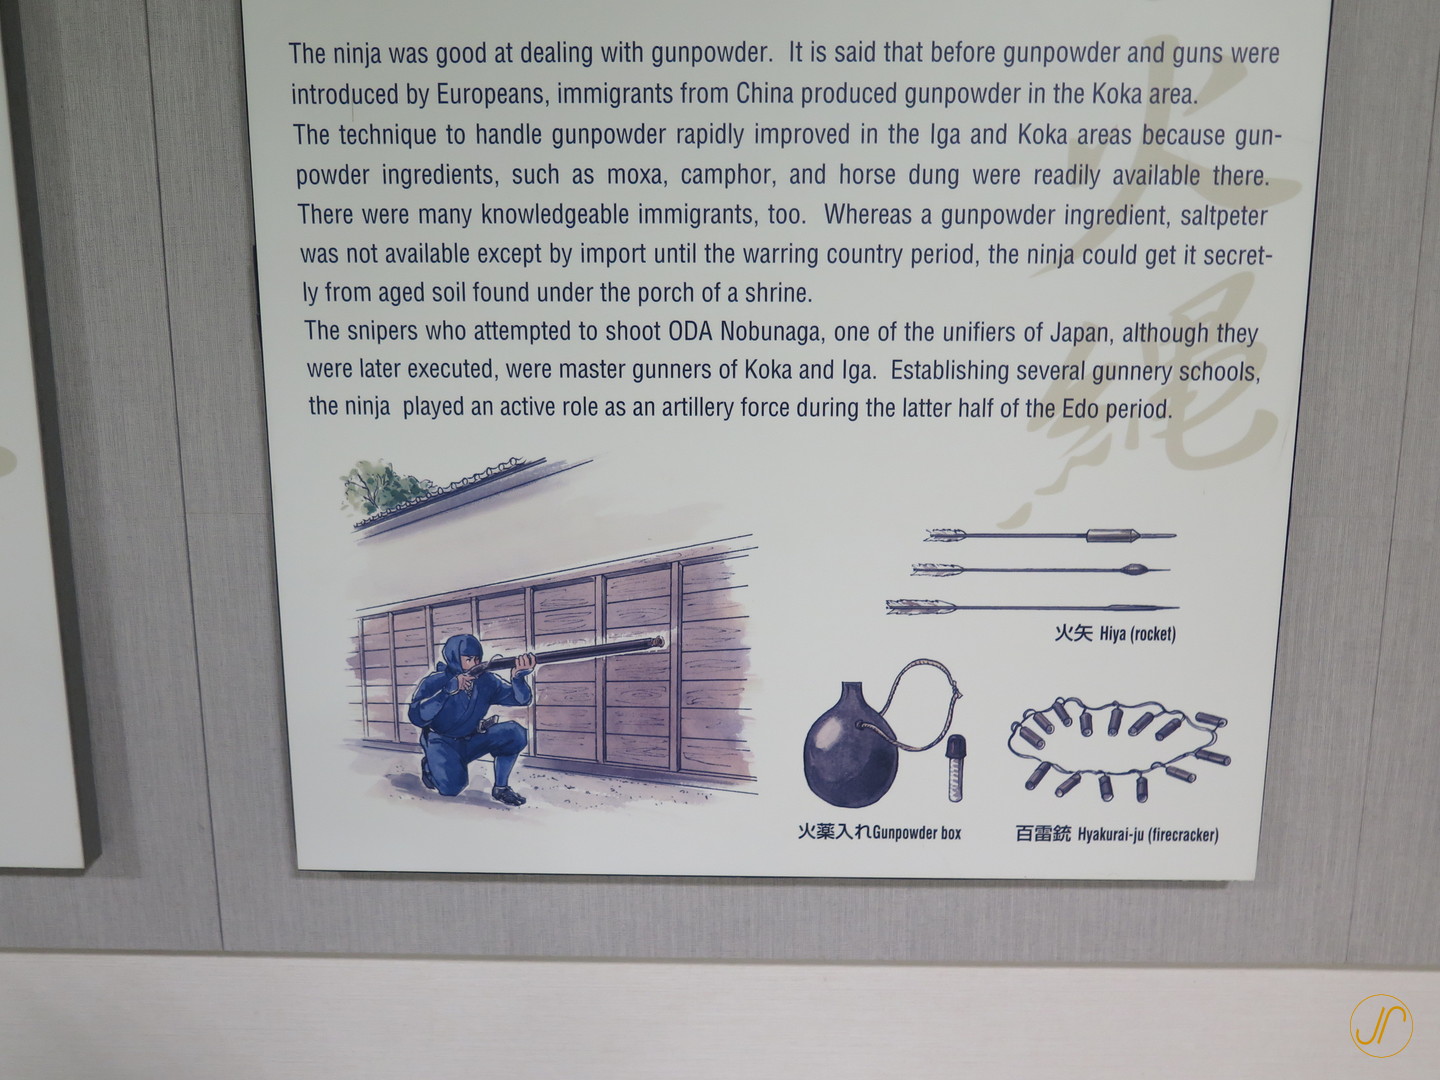 The ninja was good at dealing with gunpowder. It is said that before gunpowder and guns were
introduced by Europeans, immigrants from China produced gunpowder in the Koka area.
The technique to handle gunpowder rapidly improved in the Iga and Koka areas because gun-
powder ingredients, such as moxa, camphor, and horse dung were readily available there.
There were many knowledgeable immigrants, too. Whereas a gunpowder ingredient, saltpeter
was not available except by import until the warring country period, the ninja could get it secret-
ly from aged soil found under the porch of a shrine.
The snipers who attempted to shoot ODA Nobunaga, one of the unifiers of Japan, although they
were later executed, were master gunners of Koka and Iga. Establishing several gunnery schools,
the ninja played an active role as an artillery force during the latter half of the Edo period.
火縄
火矢 Hiya (rocket)
火薬入れGunpowder box
百雷銃 Hyakurai-ju (firecracker)